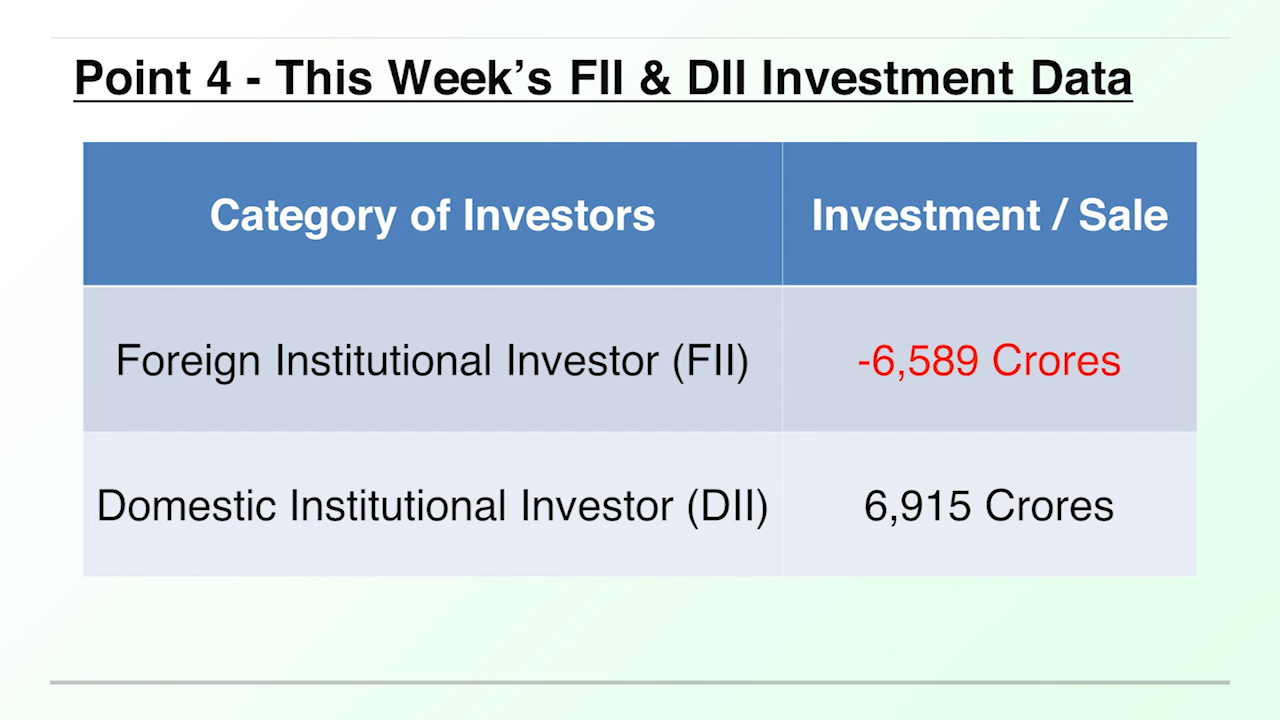 Point 4 - This Week’s FII & DII Investment Data
Category of Investors
Investment / Sale
Foreign Institutional Investor (FII)
-6,589 Crores
Domestic Institutional Investor (DII)
6,915 Crores